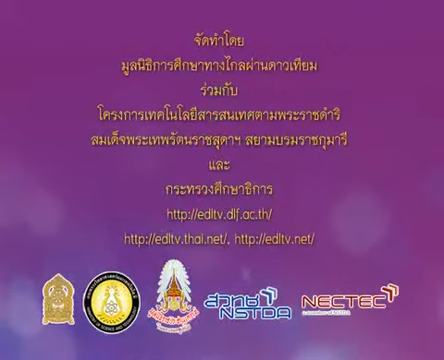 จัดทำโดย
มูลนิธิการศึกษาทางไกลผ่านดาวเทียม
ร่วมกับ
โครงการเทคโนโลยีสารสนเทศตามพระราชดำริ
สมเด็จพระเทพรัตนราชสุดาฯ สยามบรมราชกุมารี
และ
กระทรวงศึกษาธิการ
http://edltv.dlf.ac.th/
http://edltv.thai.net/, http://edltv.net/
สวทช NECTEC
NSTDA